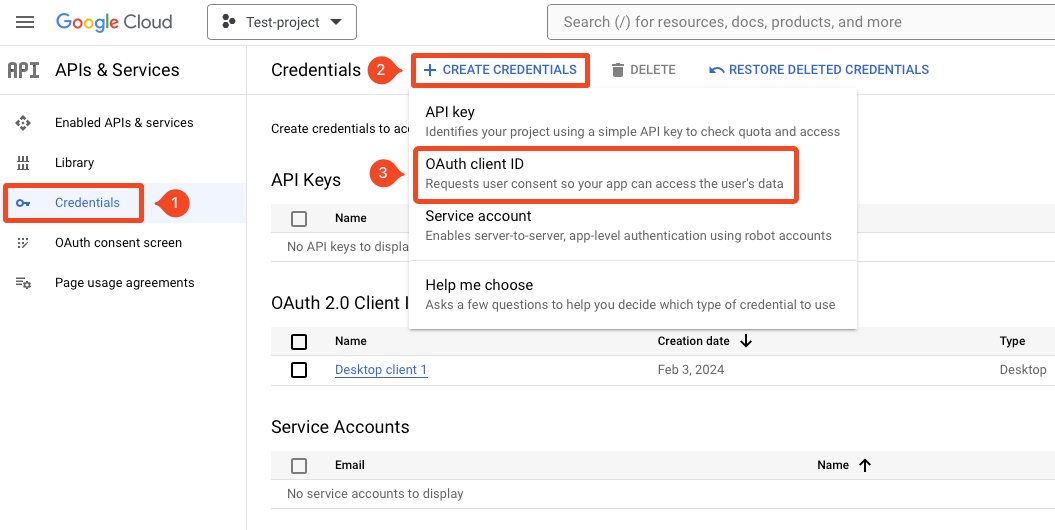 Google Cloud
Test-project
Search (/) for resources, docs, products, and more
API
APIs & Services
Credentials
2
CREATE CREDENTIALS
DELETE
RESTORE DELETED CREDENTIALS
Enabled APIs & services
Library
Credentials
1
OAuth consent screen
Page usage agreements
Create credentials to
API key
Identifies your project using a simple API key to check quota and access
3
OAuth client ID
Requests user consent so your app can access the user's data
Service account
Enables server-to-server, app-level authentication using robot accounts
Help me choose
Asks a few questions to help you decide which type of credential to use
API Keys
Name
No API keys to displa
OAuth 2.0 Client I
Name
Creation date
Type
Desktop client 1
Feb 3, 2024
Desktop
Service Accounts
Email
Name
No service accounts to display